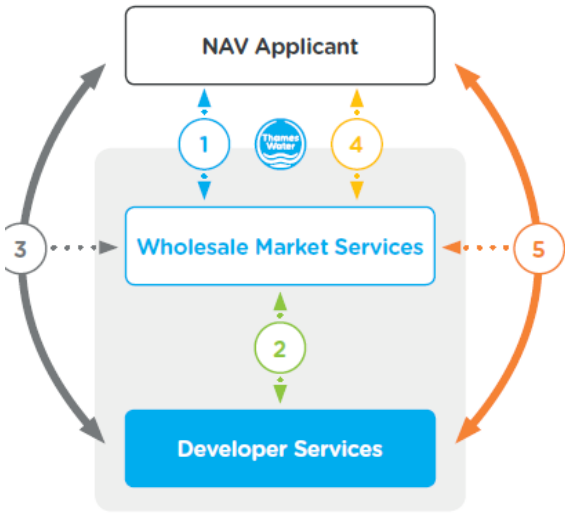 NAV Applicant
1
Thames
Water
4
Wholesale Market Services
3
5
2
Developer Services